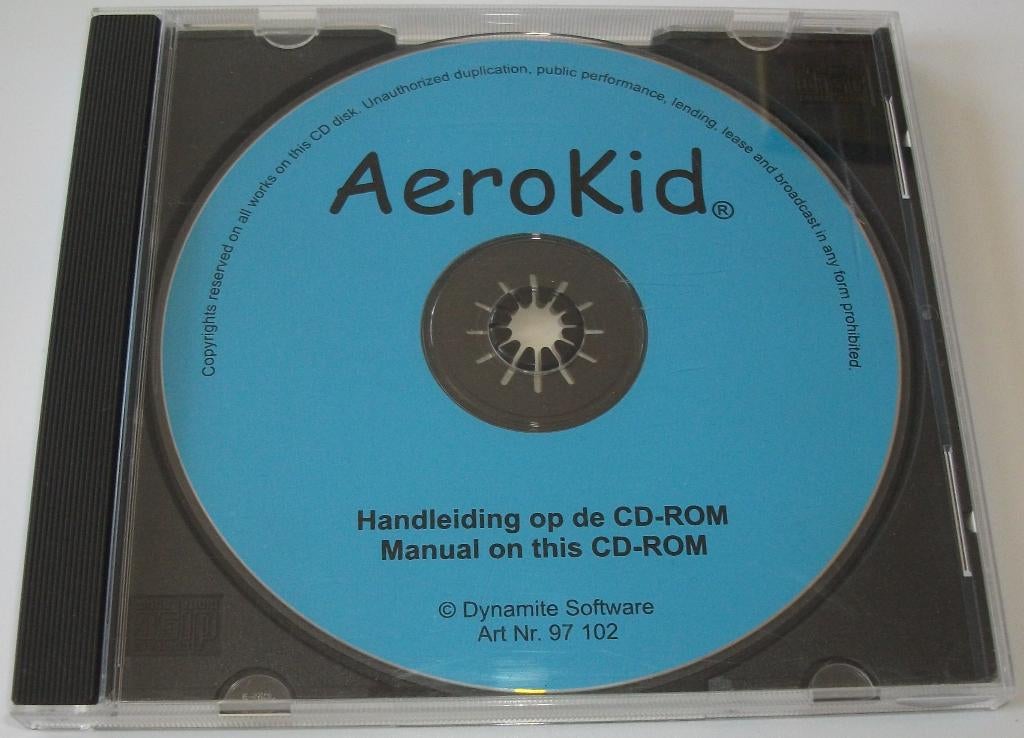 Copyrights reserved on all works on this CD disk. Unauthorized duplication, public performance, lending, lease and broadcast in any form prohibited.
AeroKid®
Handleiding op de CD-ROM
Manual on this CD-ROM
© Dynamite Software
Art Nr. 97 102